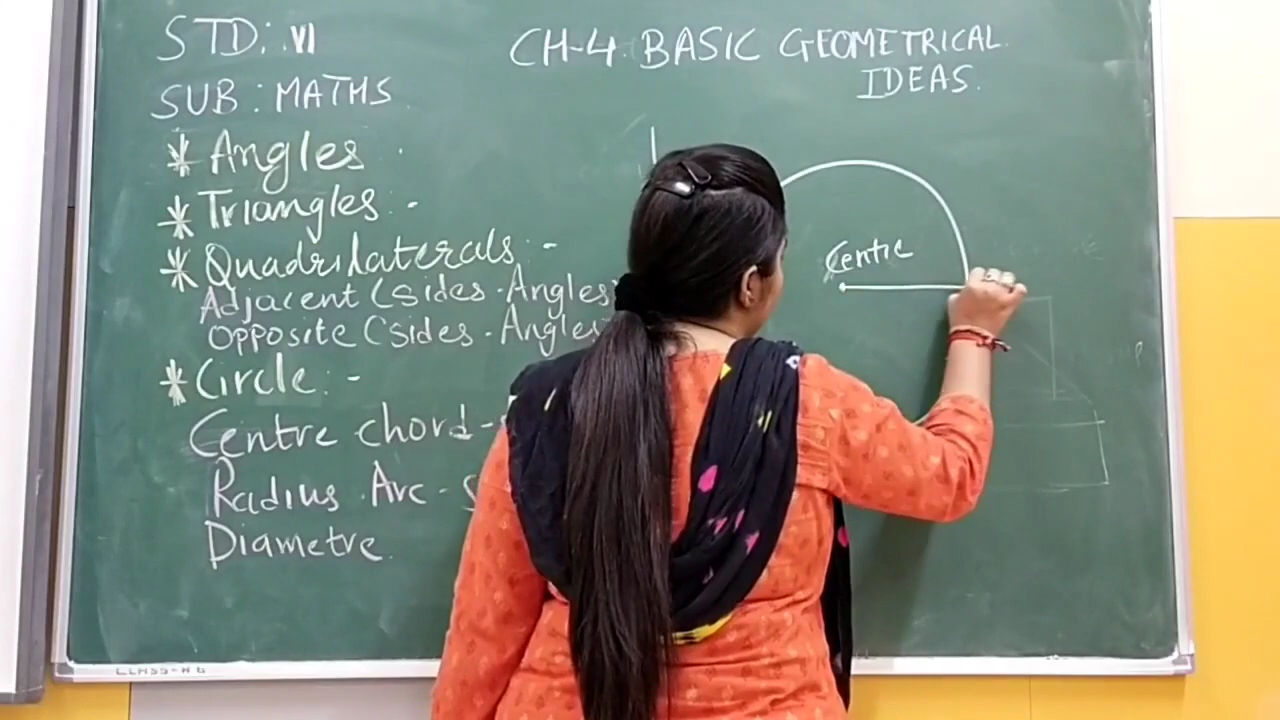 STD: VI
SUB: MATHS
CH-4 BASIC GEOMETRICAL
IDEAS.
* Angles
* Triangles -
* Quadrilaterals :-
Adjacent (sides. Angles)
Opposite (sides. Angles
* Circle: -
Centre chord -
Radius Arc -
Diametre.
Centre